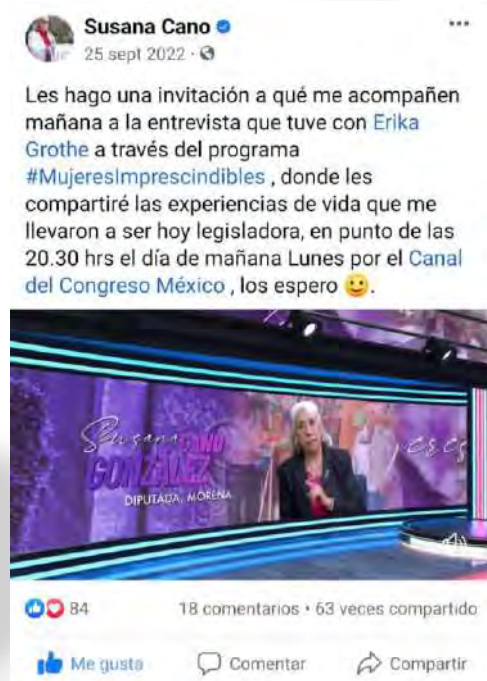 Susana Cano
25 sept 2022 ·
Les hago una invitación a qué me acompañen
mañana a la entrevista que tuve con Erika
Grothe a través del programa
#MujeresImprescindibles , donde les
compartiré las experiencias de vida que me
llevaron a ser hoy legisladora, en punto de las
20.30 hrs el día de mañana Lunes por el Canal
del Congreso México , los espero 🙂.
Susana CANO
GONZÁLEZ
DIPUTADA, MORENA
84
18 comentarios • 63 veces compartido
Me gusta
Comentar
Compartir